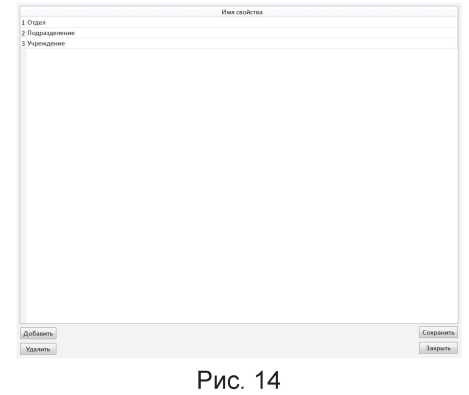 Имя свойства
1 Отдел
2 Подразделение
3 Учреждение
Добавить
Сохранить
Удалить
Закрыть
Рис. 14